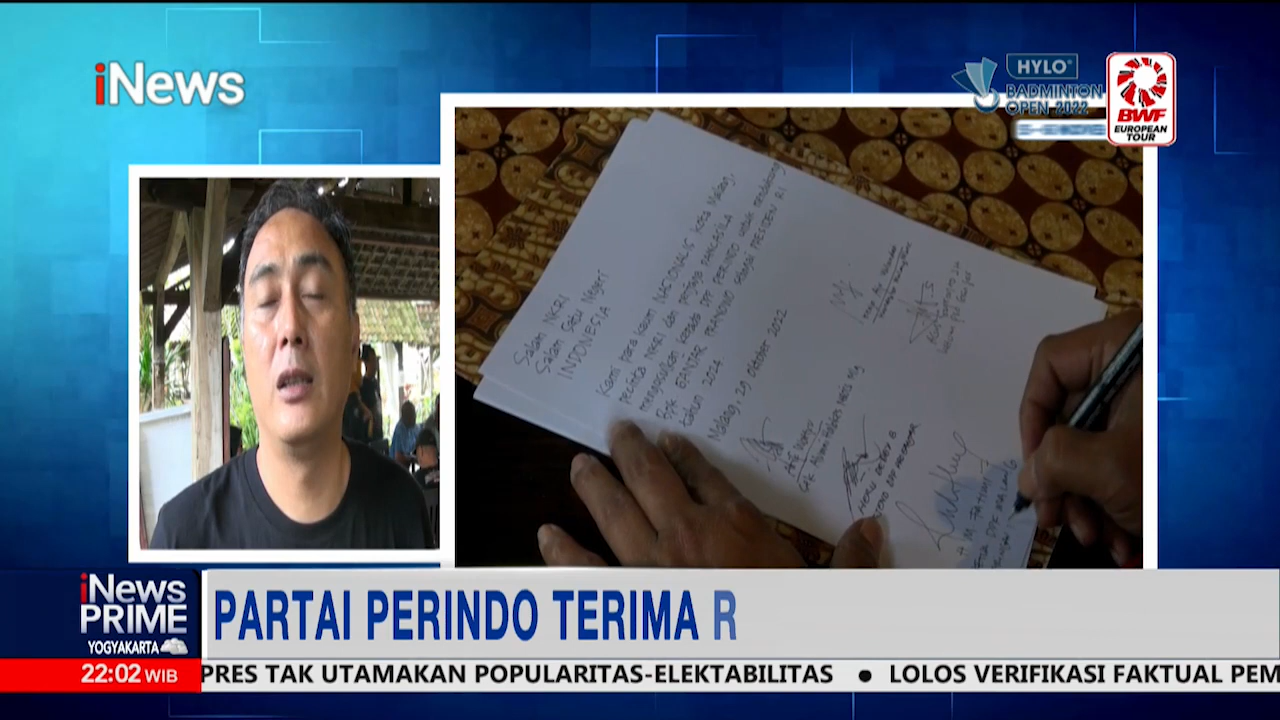 iNews
HYLO
BADMINTON
OPEN 2022
BWF
EUROPEAN
TOUR
Salam NKRI
Salam Satu Negeri
INDONESIA
Kami para kaum NASIONALIS kota Malang,
pecinta NKRI dan penjaga PANCASILA
mengusulkan kepada DPP PERINDO untuk mendukung
Bpk GANJAR PRANOWO sebagai PRESIDEN RI
tahun 2024
Malang, 29 Oktober 2022
iNews
PRIME
YOGYAKARTA
PARTAI PERINDO TERIMA R
22:02 WIB
PRES TAK UTAMAKAN POPULARITAS-ELEKTABILITAS ● LOLOS VERIFIKASI FAKTUAL PEM